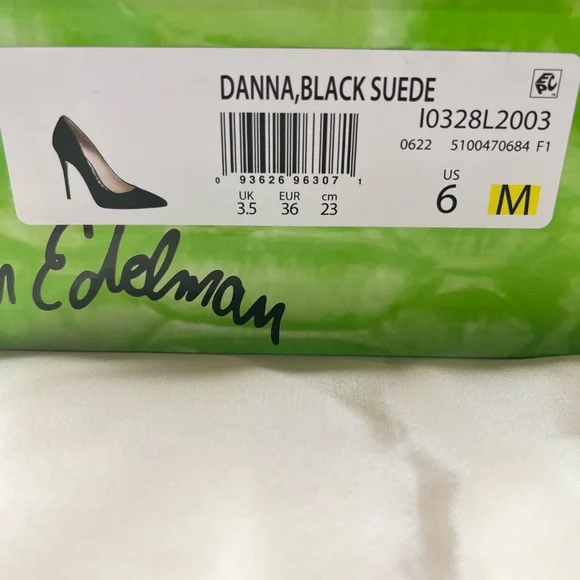 DANNA,BLACK SUEDE
EPC
I0328L2003
0622 5100470684 F1
0 93626 96307 1
UK EUR cm
3.5 36 23
US
6 M
Edelman